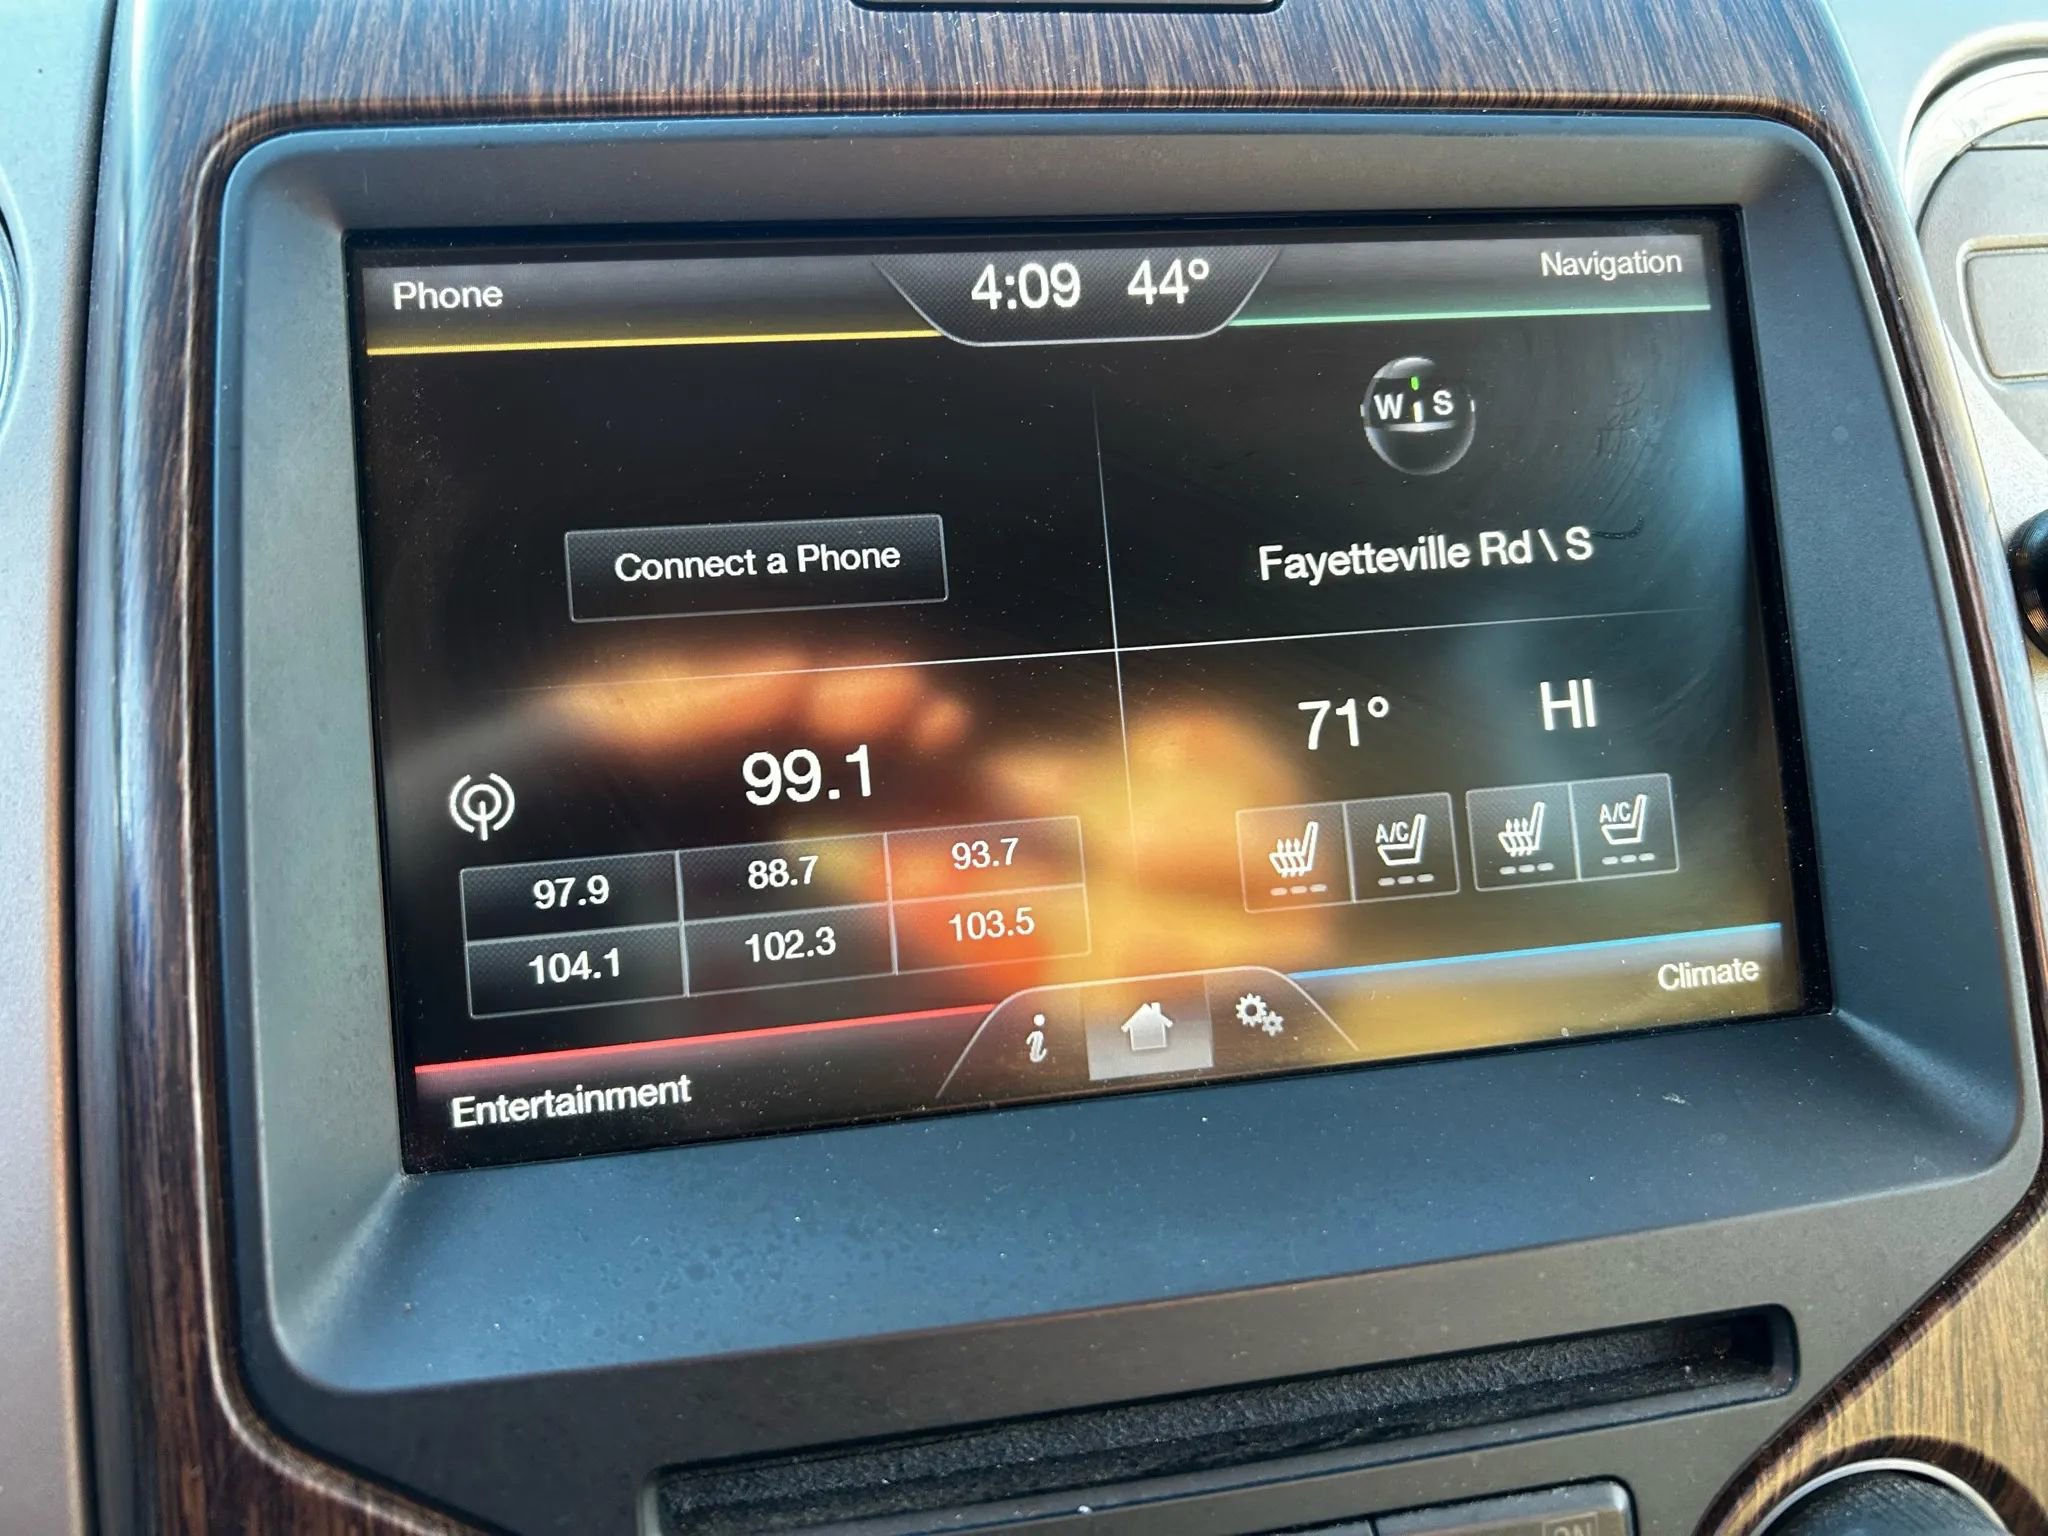 Phone
4:09 44°
Navigation
W S
Connect a Phone
Fayetteville Rd \ S
99.1
71° HI
97.9 88.7 93.7
A/C A/C
104.1 102.3 103.5
i
Climate
Entertainment